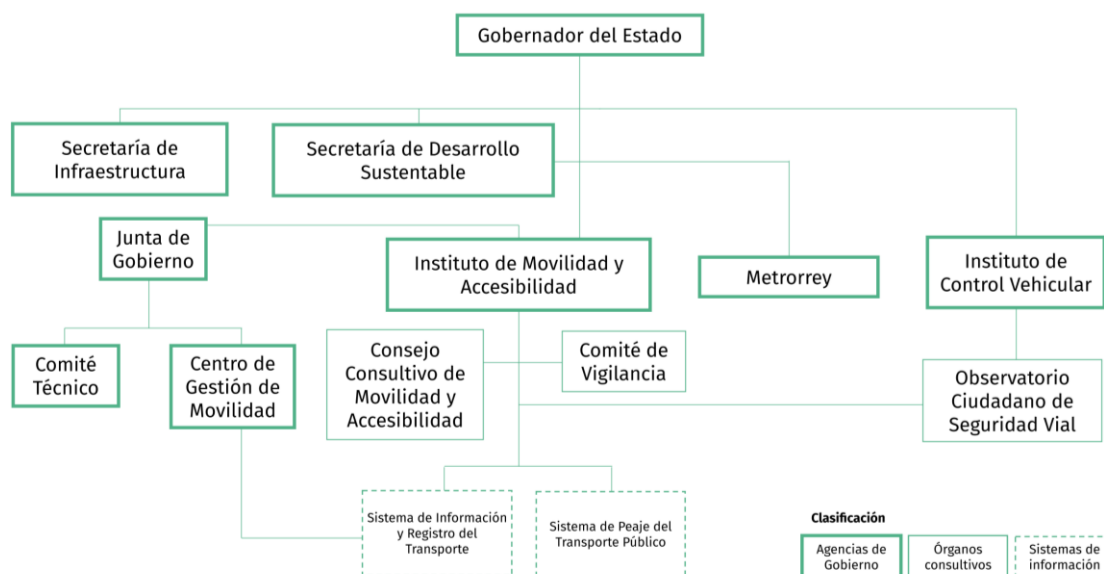 Gobernador del Estado
Secretaría de
Infraestructura
Secretaría de Desarrollo
Sustentable
Junta de
Gobierno
Instituto de Movilidad y
Accesibilidad
Metrorrey
Instituto de
Control Vehicular
Comité
Técnico
Centro de
Gestión de
Movilidad
Consejo
Consultivo de
Movilidad y
Accesibilidad
Comité de
Vigilancia
Observatorio
Ciudadano de
Seguridad Vial
Sistema de Información
y Registro del
Transporte
Sistema de Peaje del
Transporte Público
Clasificación
Agencias de
Gobierno
Órganos
consultivos
Sistemas de
información